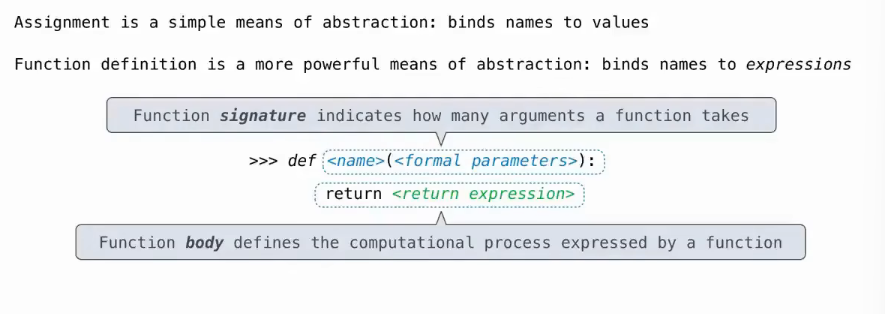 Assignment is a simple means of abstraction: binds names to values
Function definition is a more powerful means of abstraction: binds names to expressions
Function signature indicates how many arguments a function takes
>>> def <name>(<formal parameters>):
return <return expression>
Function body defines the computational process expressed by a function